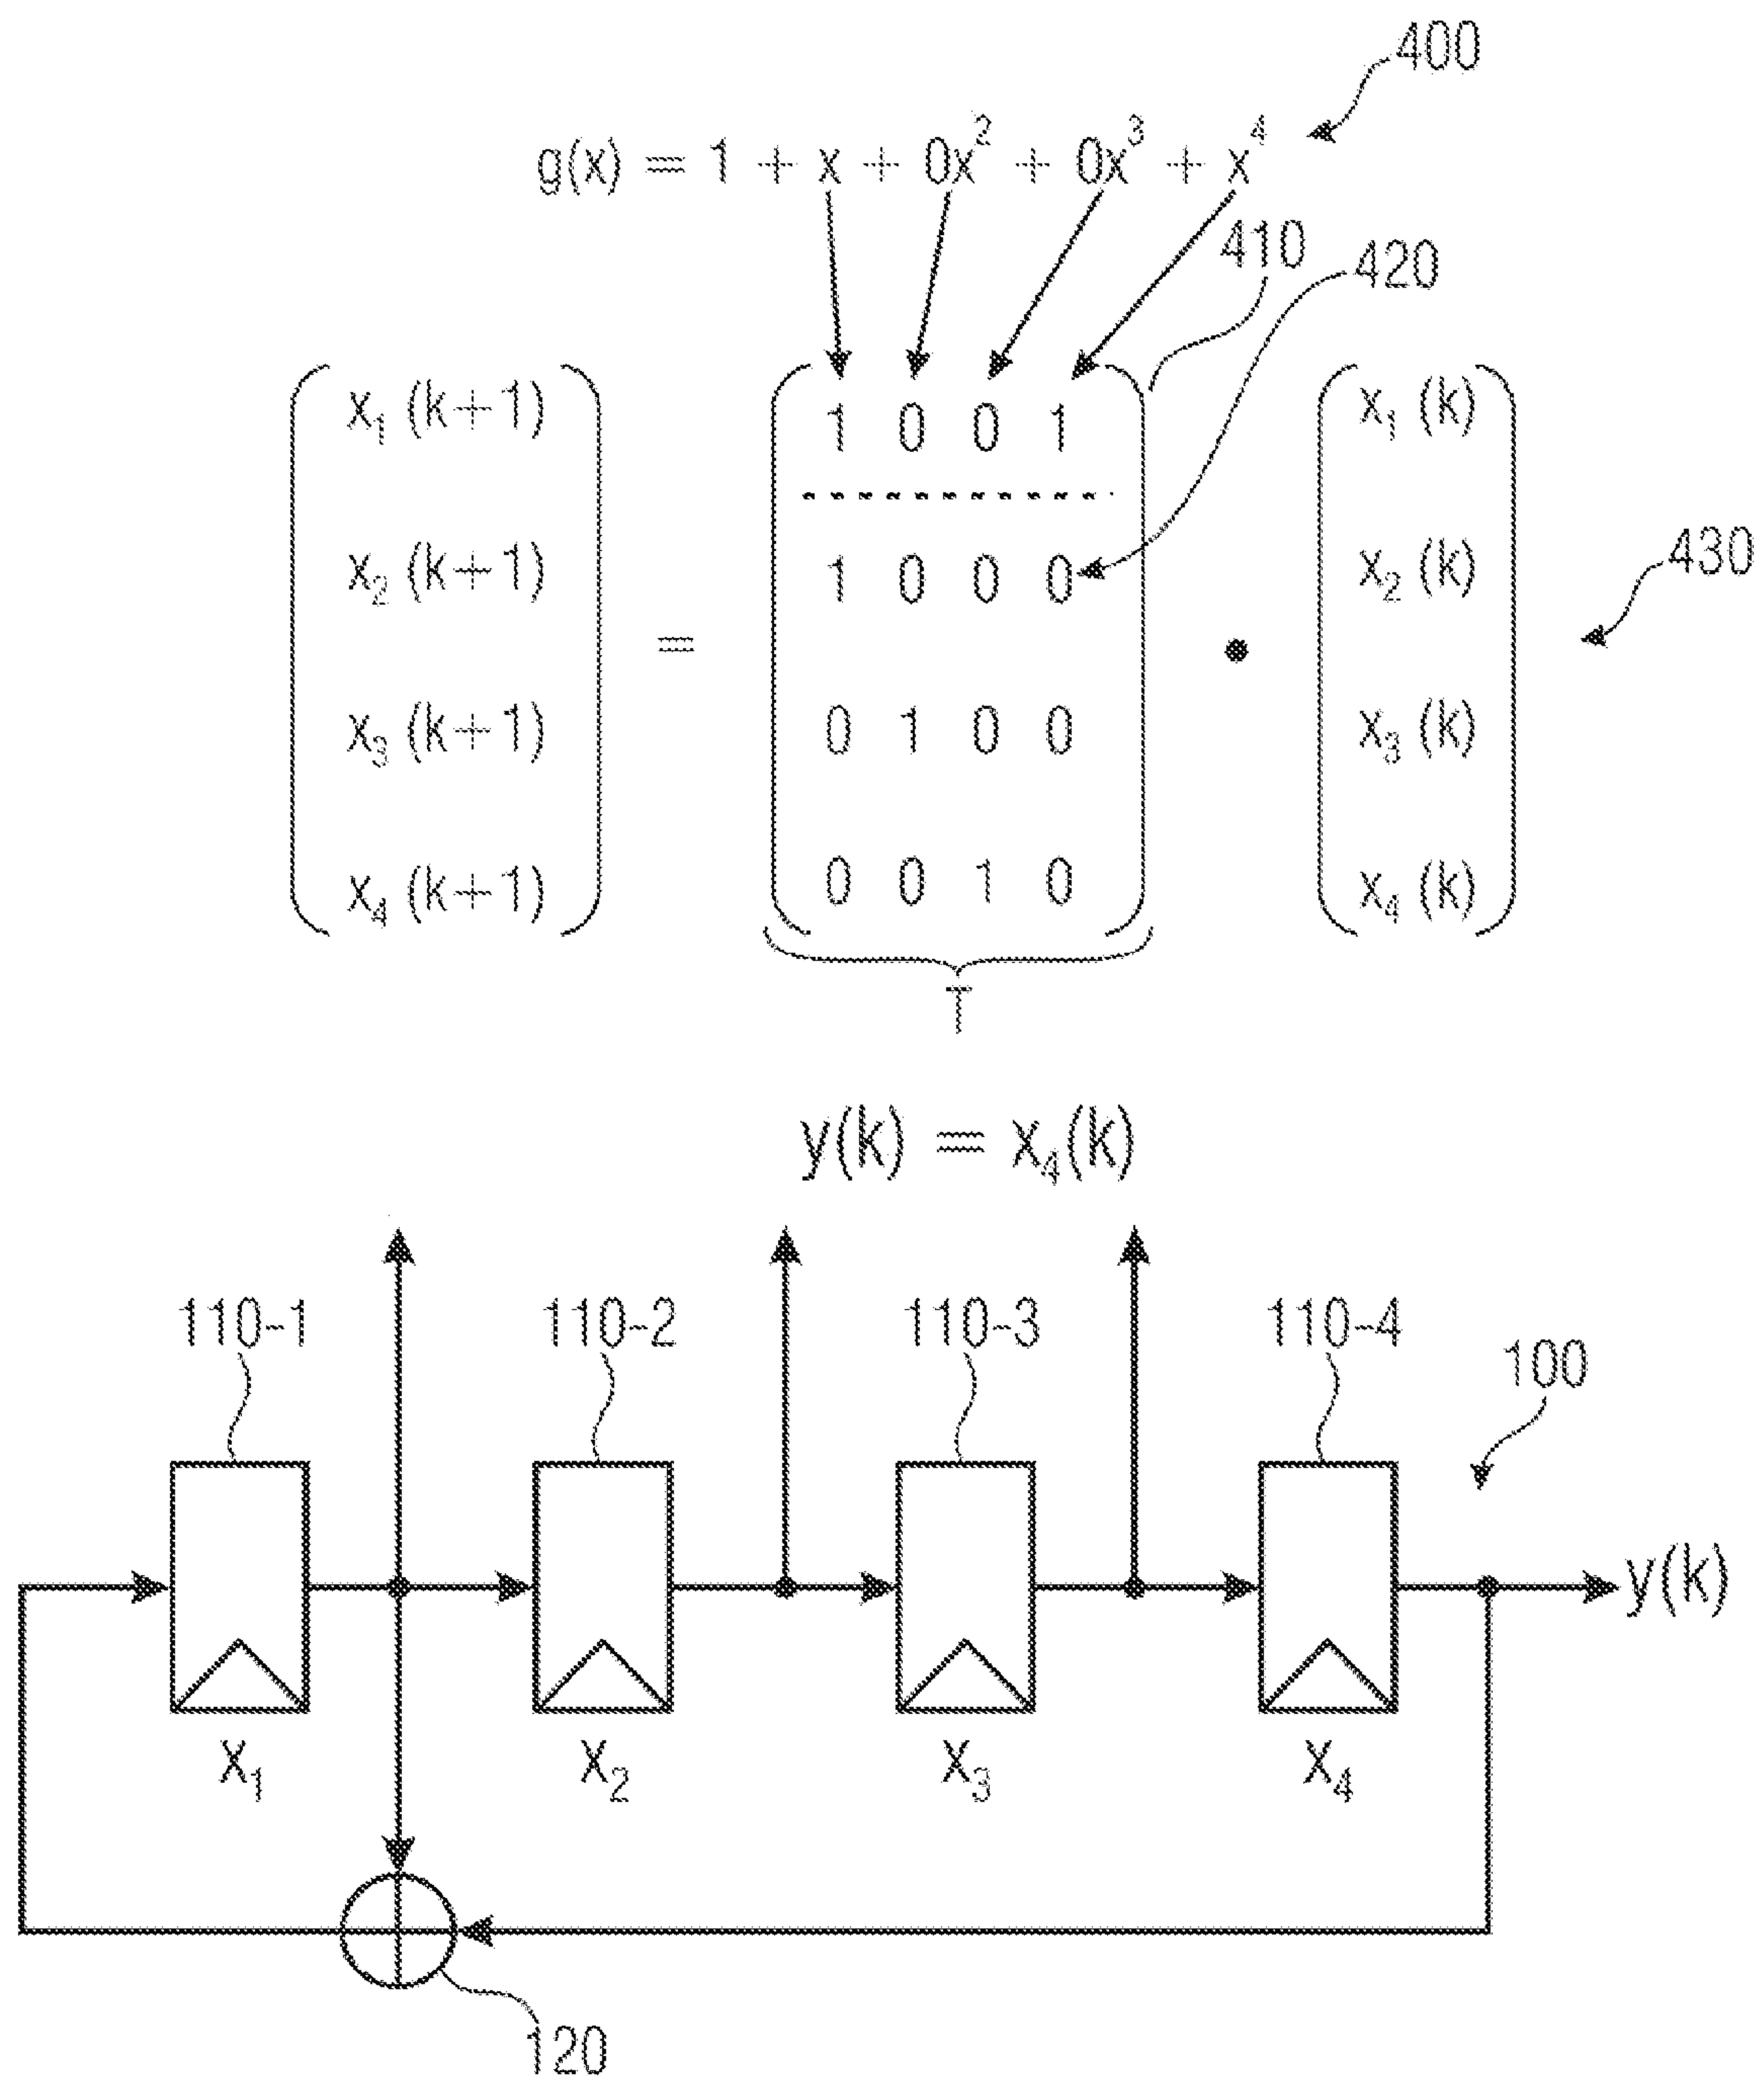 400
g(x) = 1 + x + 0x² + 0x³ + x⁴
410
420
x₁ (k+1)   1 0 0 1   x₁ (k)
x₂ (k+1)   1 0 0 0   x₂ (k)
430
=   •
x₃ (k+1)   0 1 0 0   x₃ (k)
x₄ (k+1)   0 0 1 0   x₄ (k)
T
y(k) = x₄(k)
110-1   110-2   110-3   110-4
100
y(k)
X₁   X₂   X₃   X₄
120